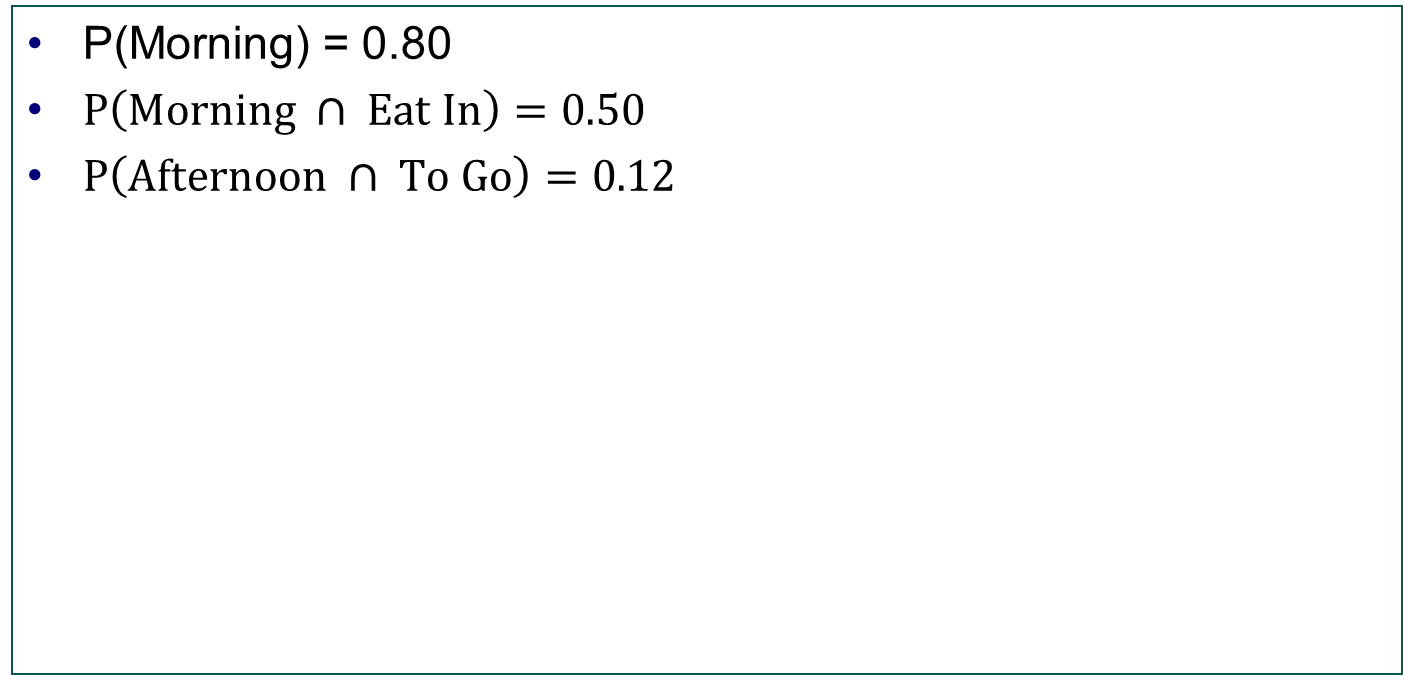 • P(Morning) = 0.80
• P(Morning ∩ Eat In) = 0.50
• P(Afternoon ∩ To Go) = 0.12